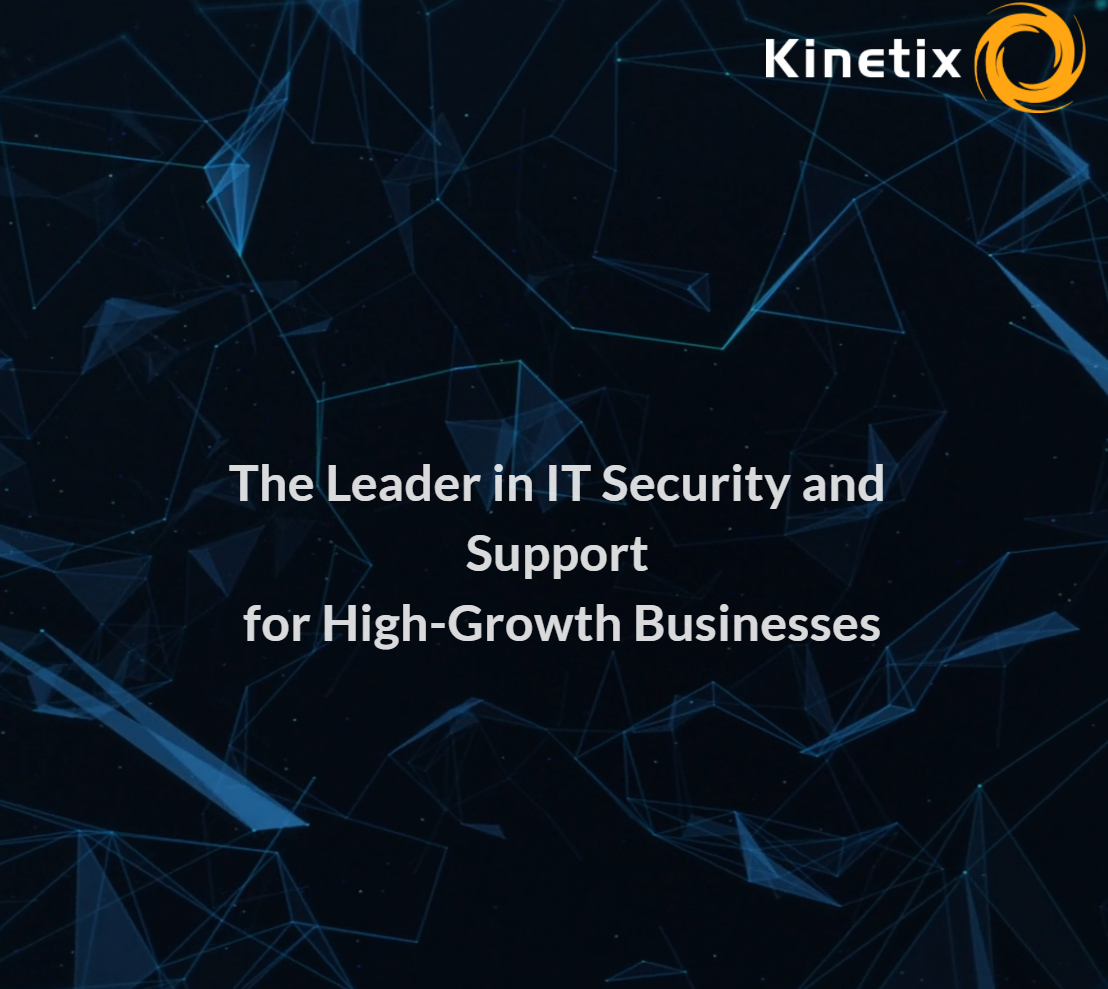 Kinetix
The Leader in IT Security and
Support
for High-Growth Businesses